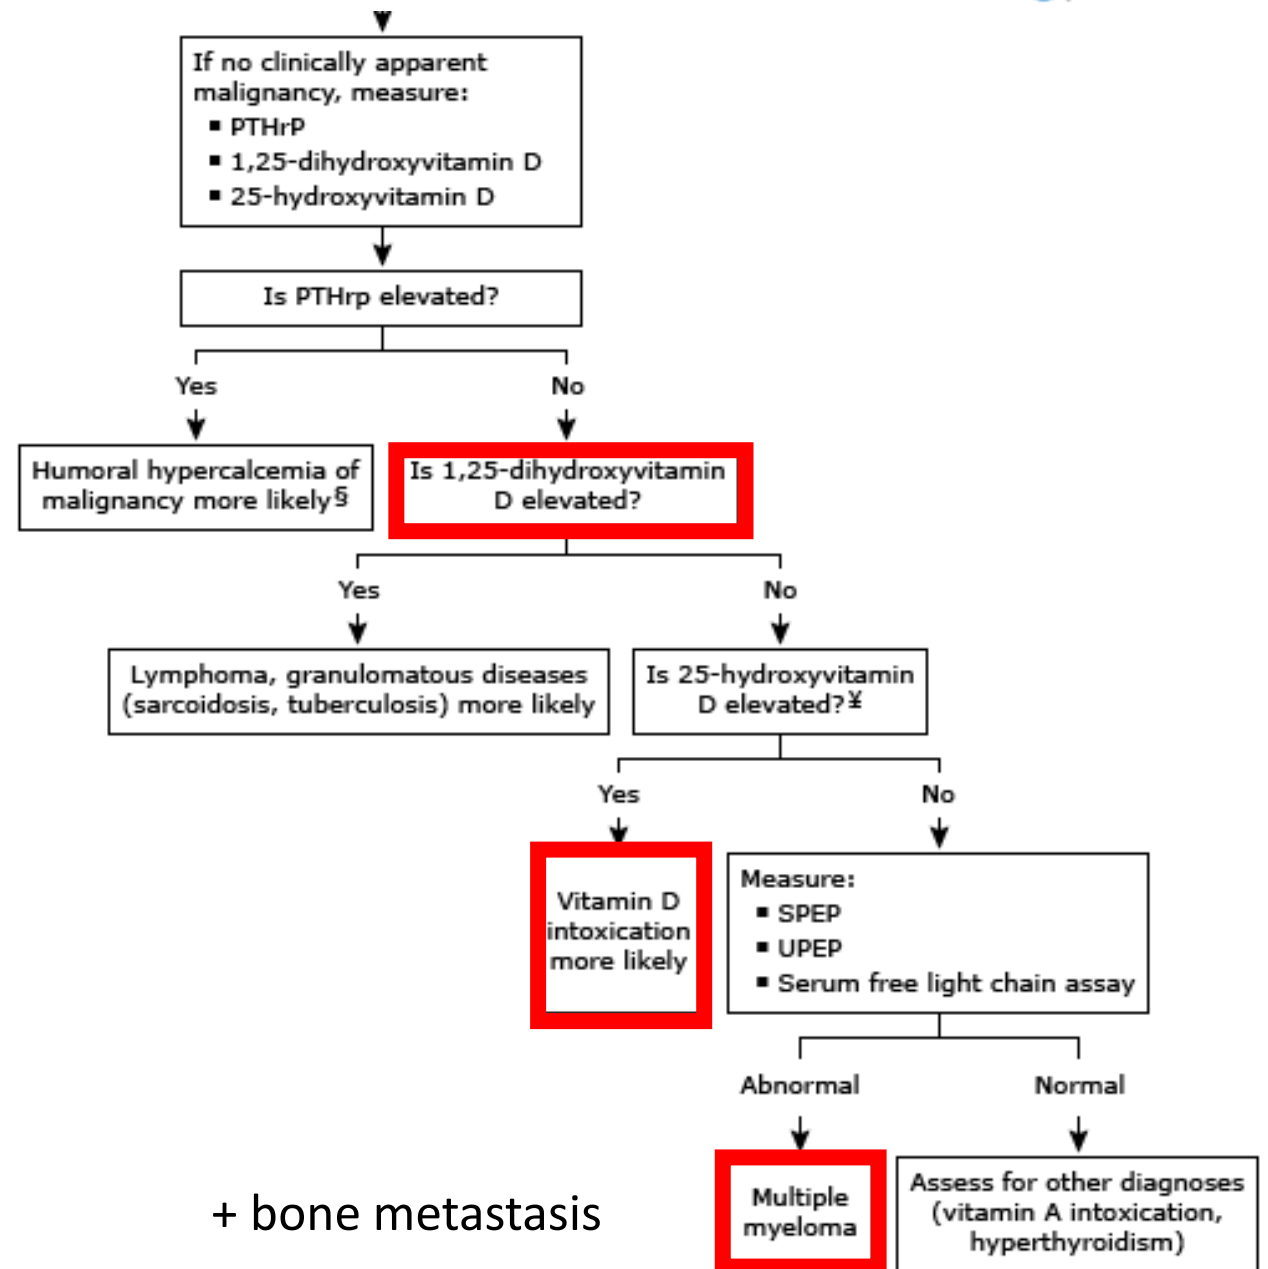 If no clinically apparent
malignancy, measure:
▪ PTHrP
▪ 1,25-dihydroxyvitamin D
▪ 25-hydroxyvitamin D
Is PTHrp elevated?
Yes
No
Humoral hypercalcemia of
malignancy more likely§
Is 1,25-dihydroxyvitamin
D elevated?
Yes
No
Lymphoma, granulomatous diseases
(sarcoidosis, tuberculosis) more likely
Is 25-hydroxyvitamin
D elevated?¥
Yes
No
Vitamin D
intoxication
more likely
Measure:
▪ SPEP
▪ UPEP
▪ Serum free light chain assay
Abnormal
Normal
+ bone metastasis
Multiple
myeloma
Assess for other diagnoses
(vitamin A intoxication,
hyperthyroidism)